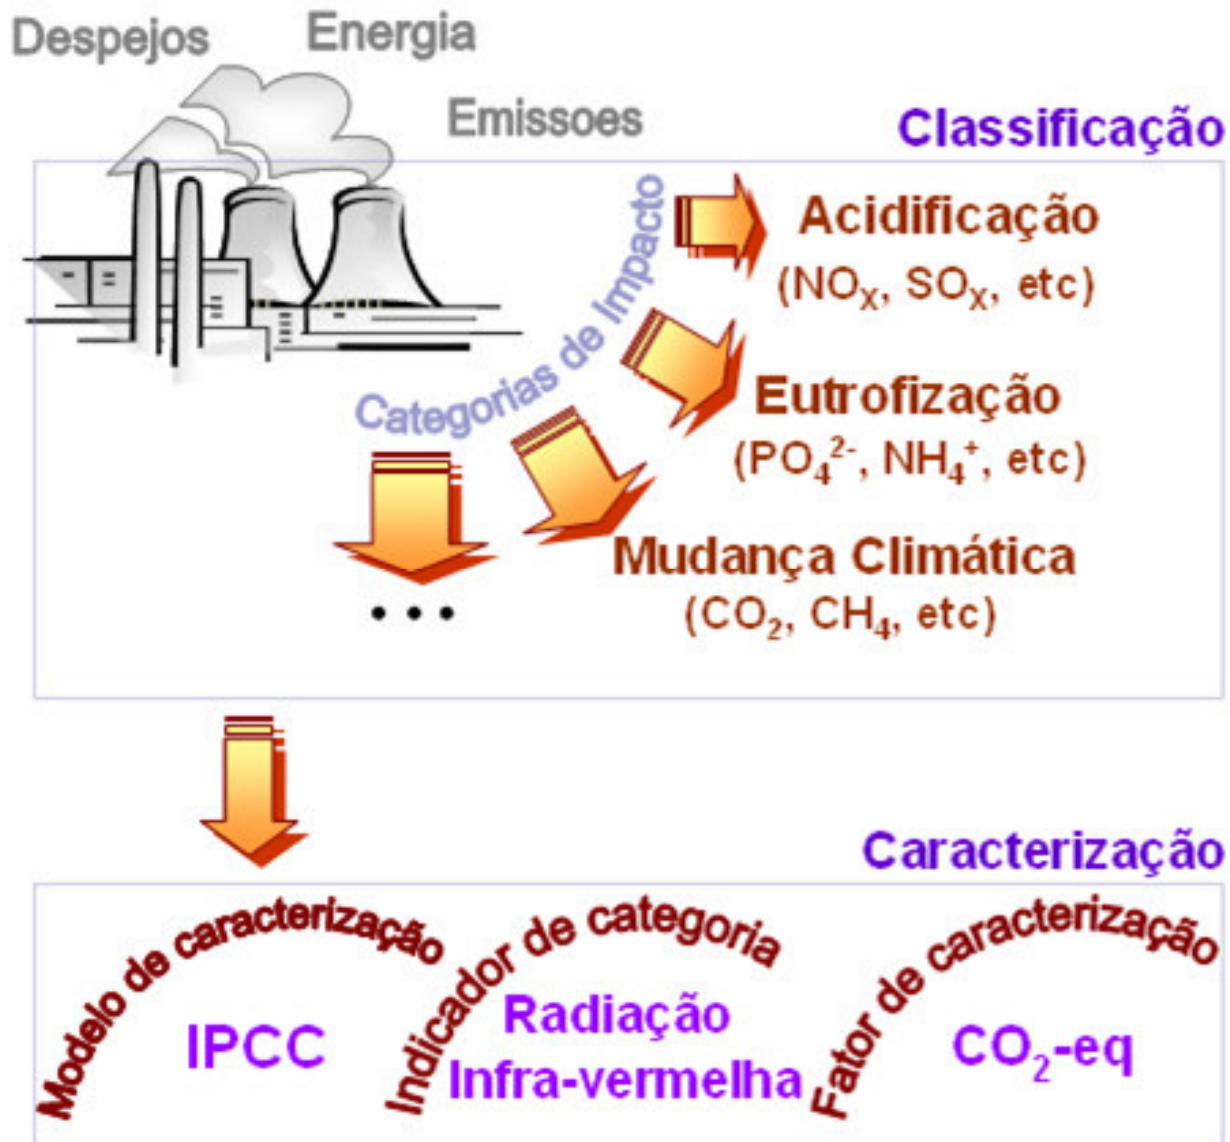 Despejos
Energia
Emissoes
Classificação
Categorias de Impacto
Acidificação
(NOX, SOX, etc)
Eutrofização
(PO₄²⁻, NH₄⁺, etc)
Mudança Climática
(CO₂, CH₄, etc)
...
Caracterização
Modelo de caracterização
IPCC
Indicador de categoria
Radiação
Infra-vermelha
Fator de caracterização
CO₂-eq